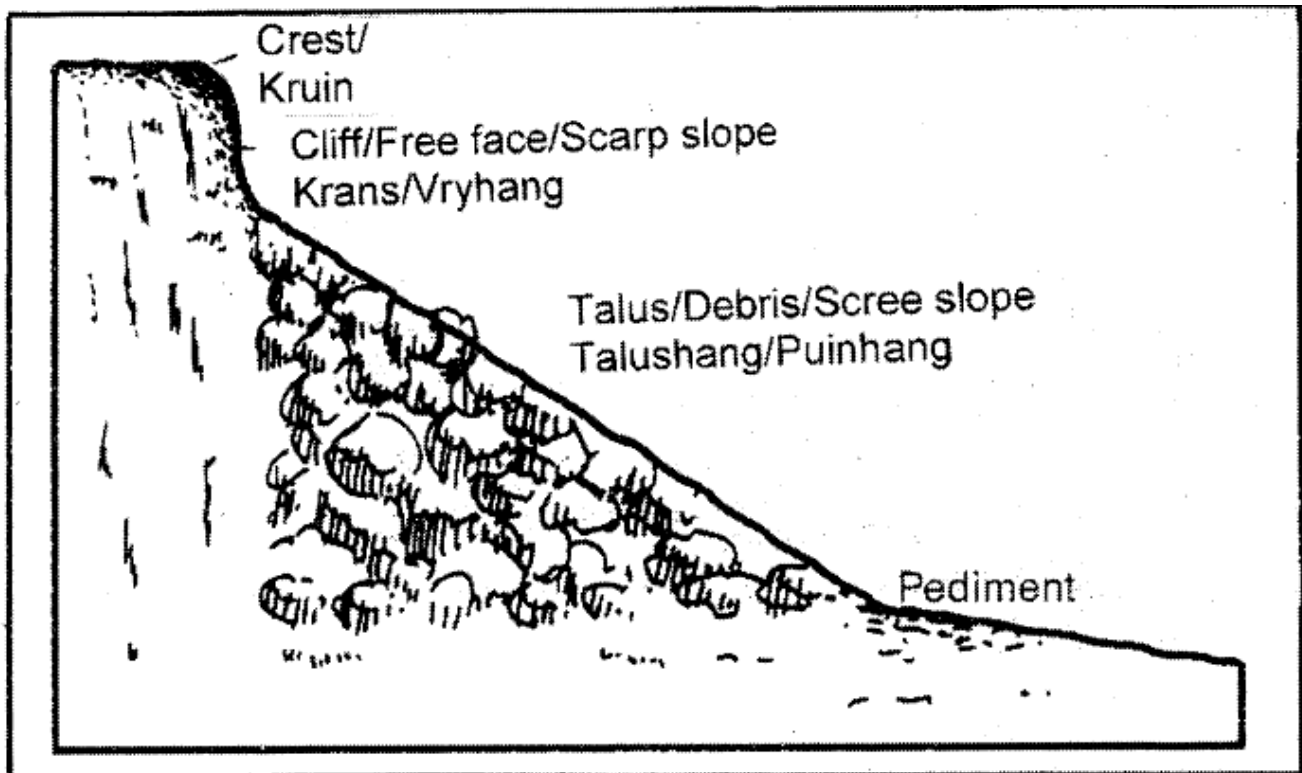 Crest/
Kruin
Cliff/Free face/Scarp slope
Krans/Vryhang
Talus/Debris/Scree slope
Talushang/Puinhang
Pediment